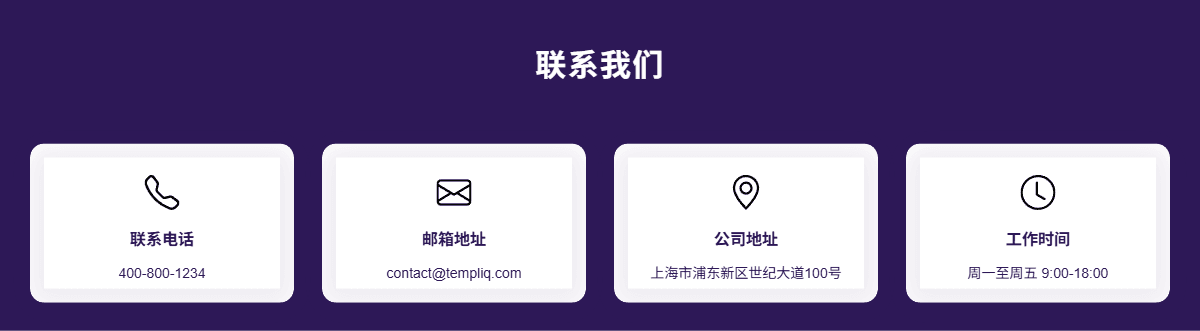 联系我们
联系电话
400-800-1234
邮箱地址
contact@templiq.com
公司地址
上海市浦东新区世纪大道100号
工作时间
周一至周五 9:00-18:00